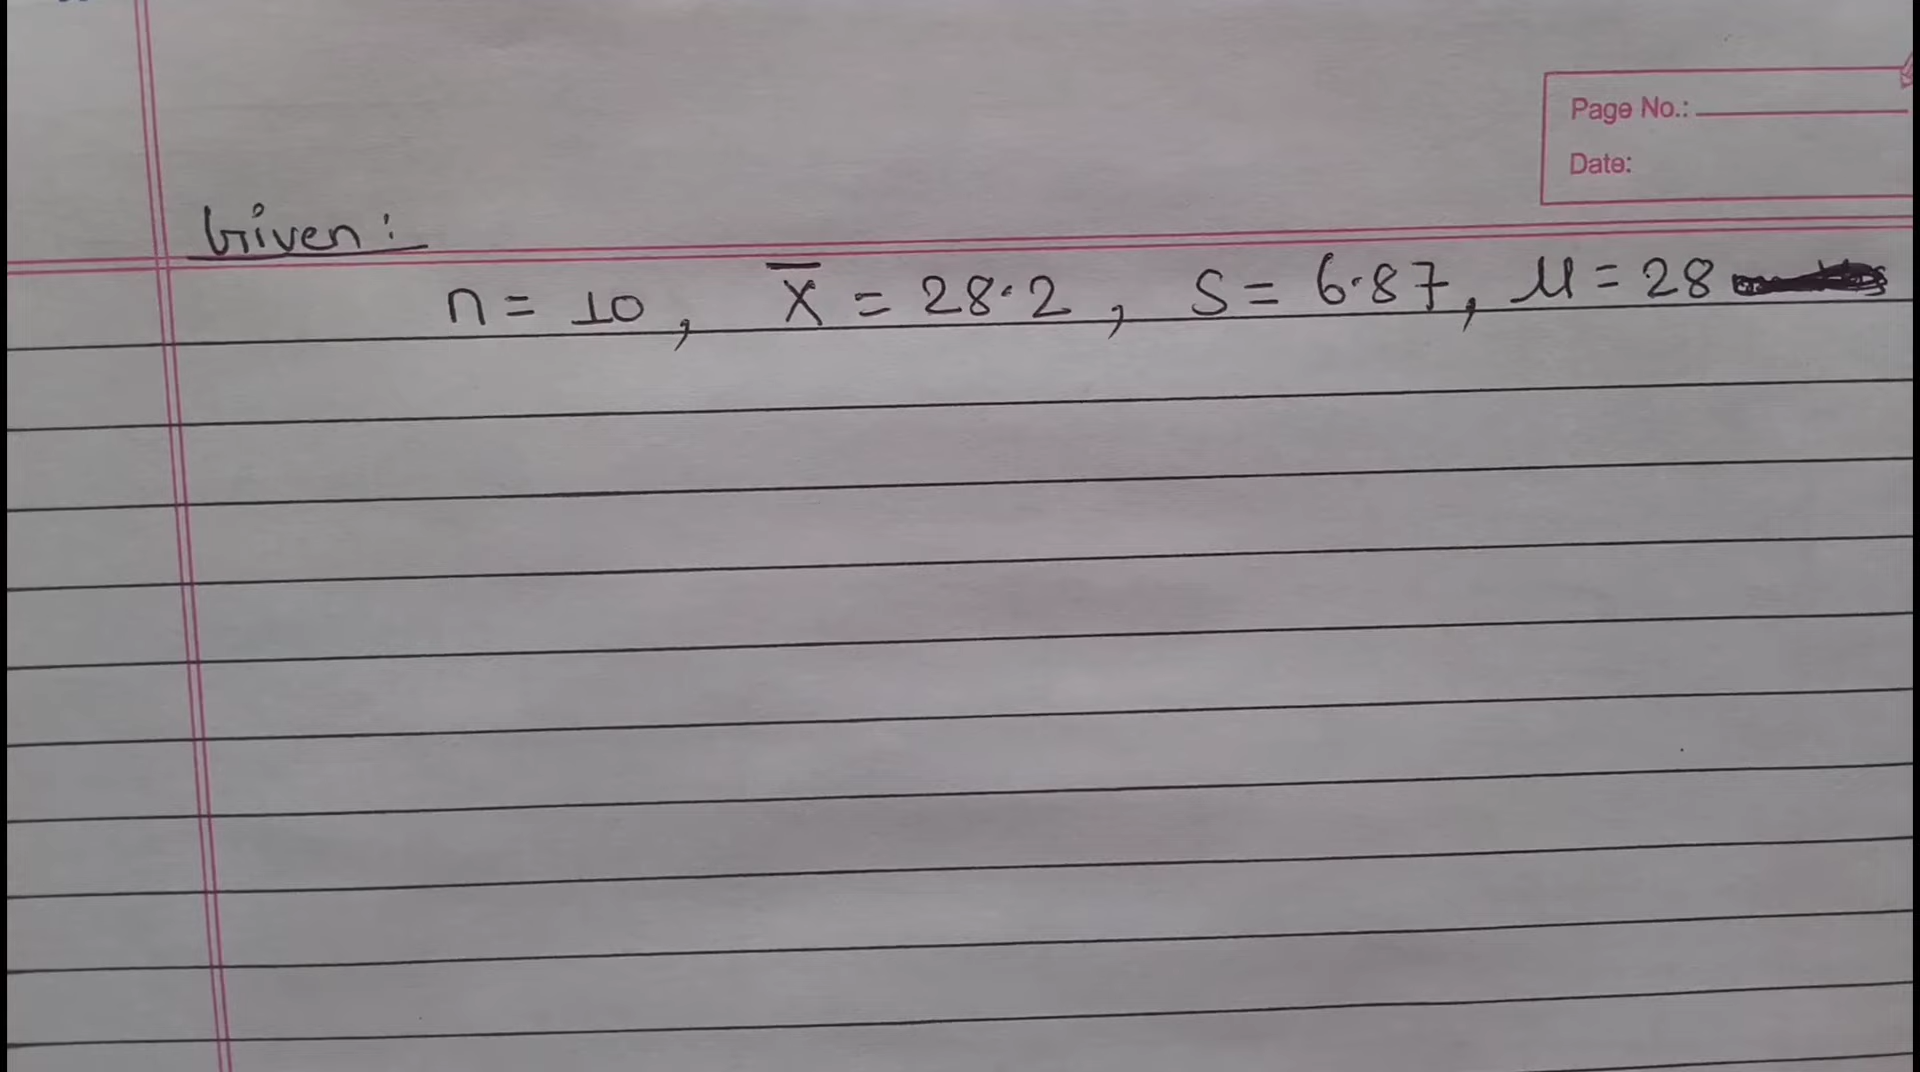 Page No.:
Date:
Given:
n = 10, X̅ = 28.2, S = 6.87, μ = 28